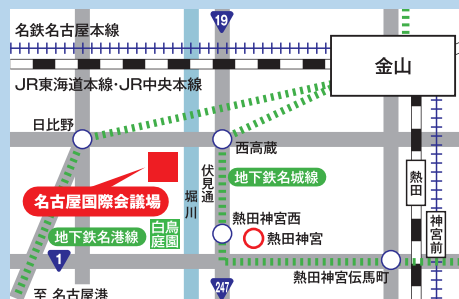 名鉄名古屋本線
19
JR東海道本線・JR中央本線
金山
日比野
西高蔵
名古屋国際会議場
堀川
伏見通
地下鉄名城線
熱田
神宮前
地下鉄名港線
白鳥
庭園
熱田神宮西
熱田神宮
1
247
熱田神宮伝馬町
至 名古屋港